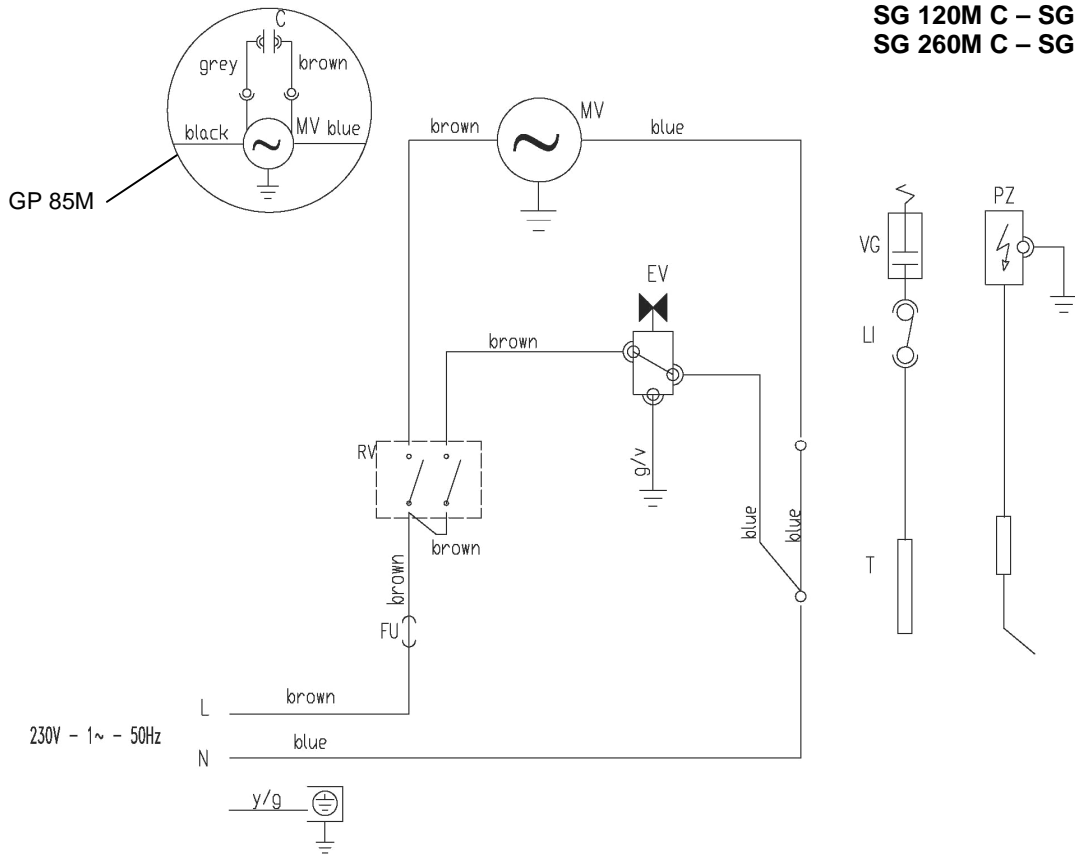 SG 120M C – SG
SG 260M C – SG
C
grey
brown
black
MV
blue
GP 85M
brown
MV
blue
PZ
VG
EV
LI
brown
RV
g/v
blue
blue
brown
brown
T
FU
L
brown
230V - 1~ - 50Hz
blue
N
y/g